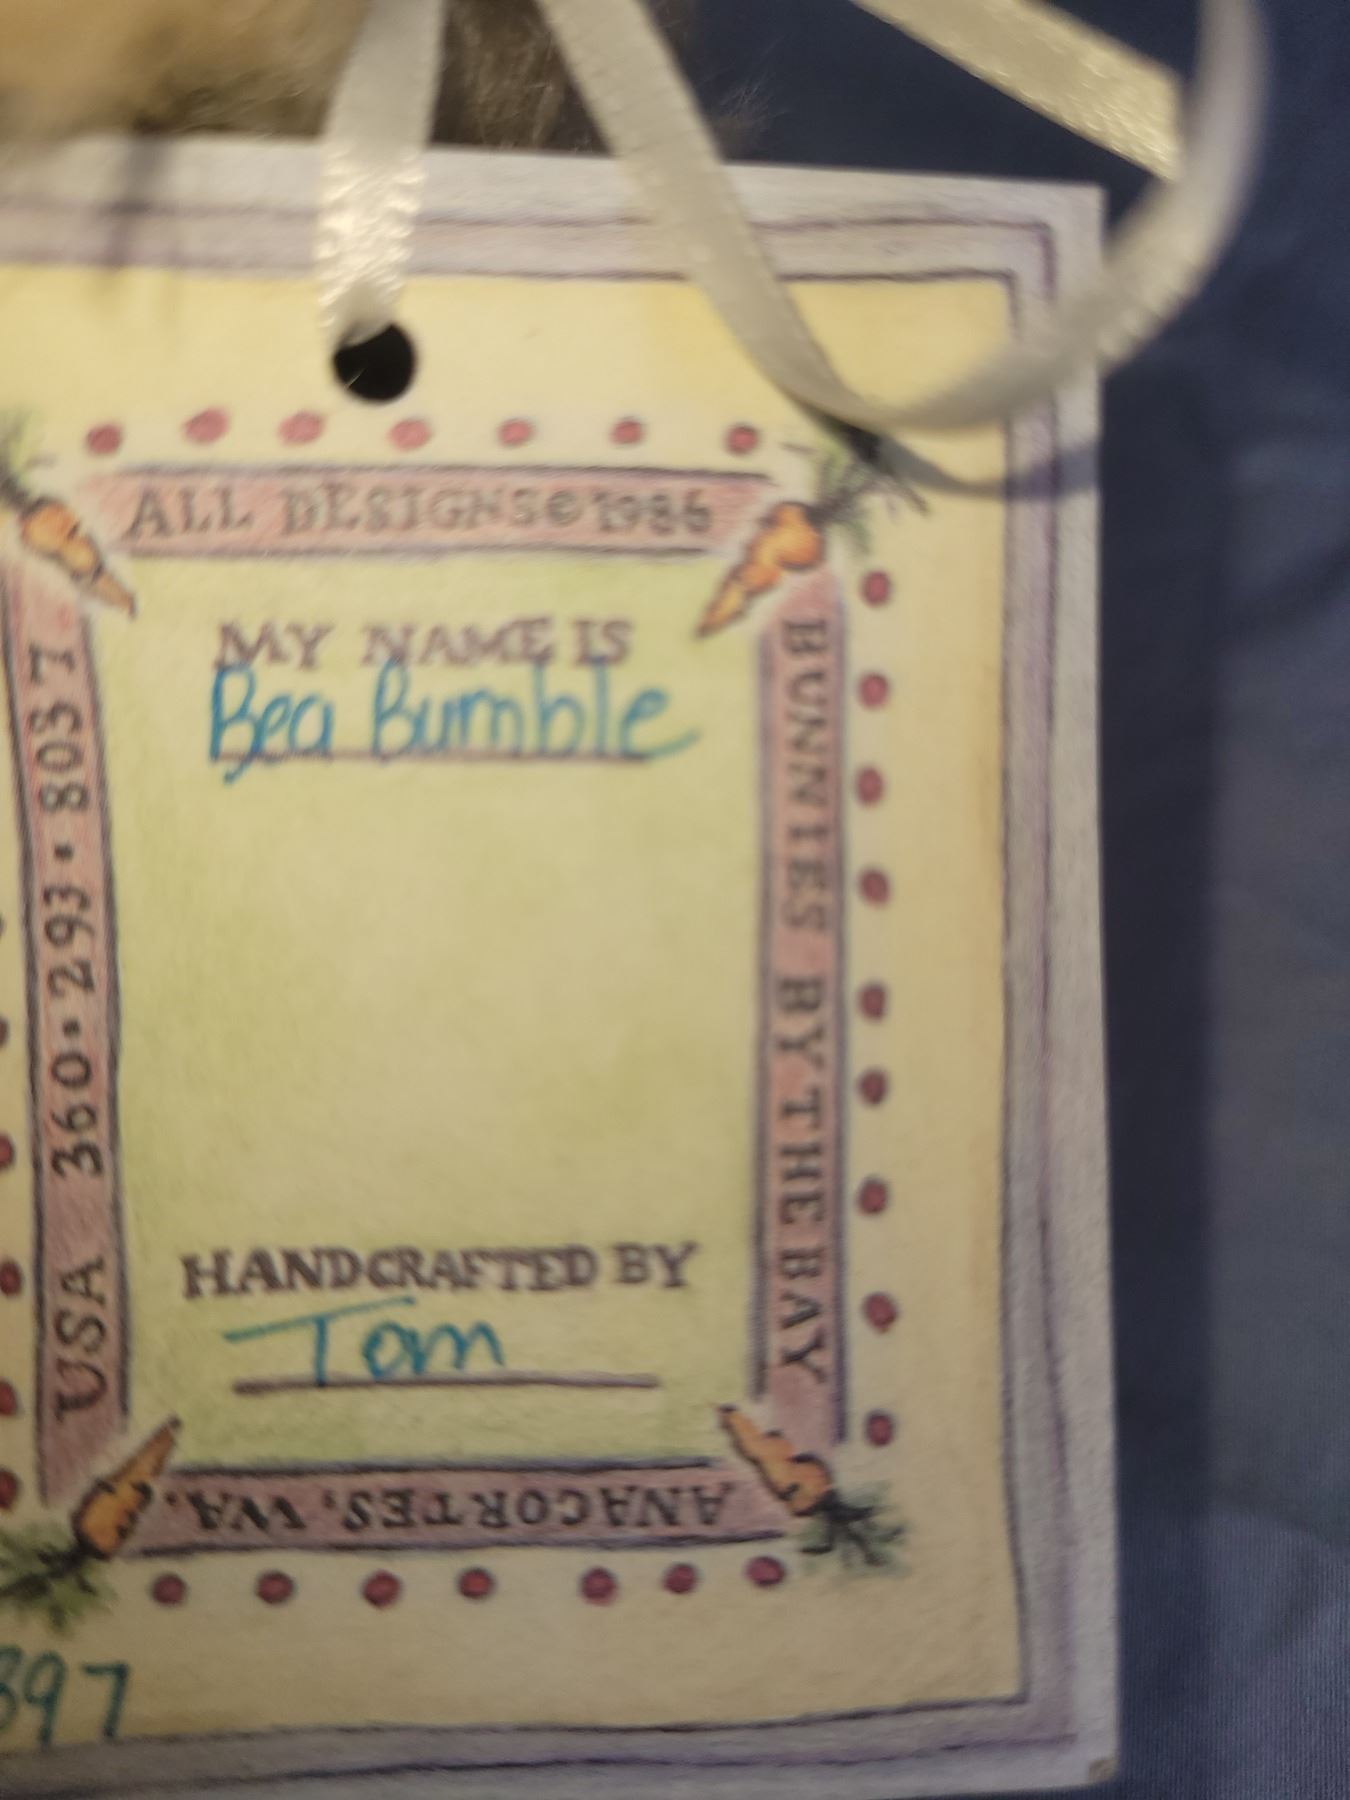 ALL DESIGNS © 1986
MY NAME IS
Bea Bumble
BUNNIES BY THE BAY
HANDCRAFTED BY
Tom
ANACORTES, WA.
USA 360·293·8037
397